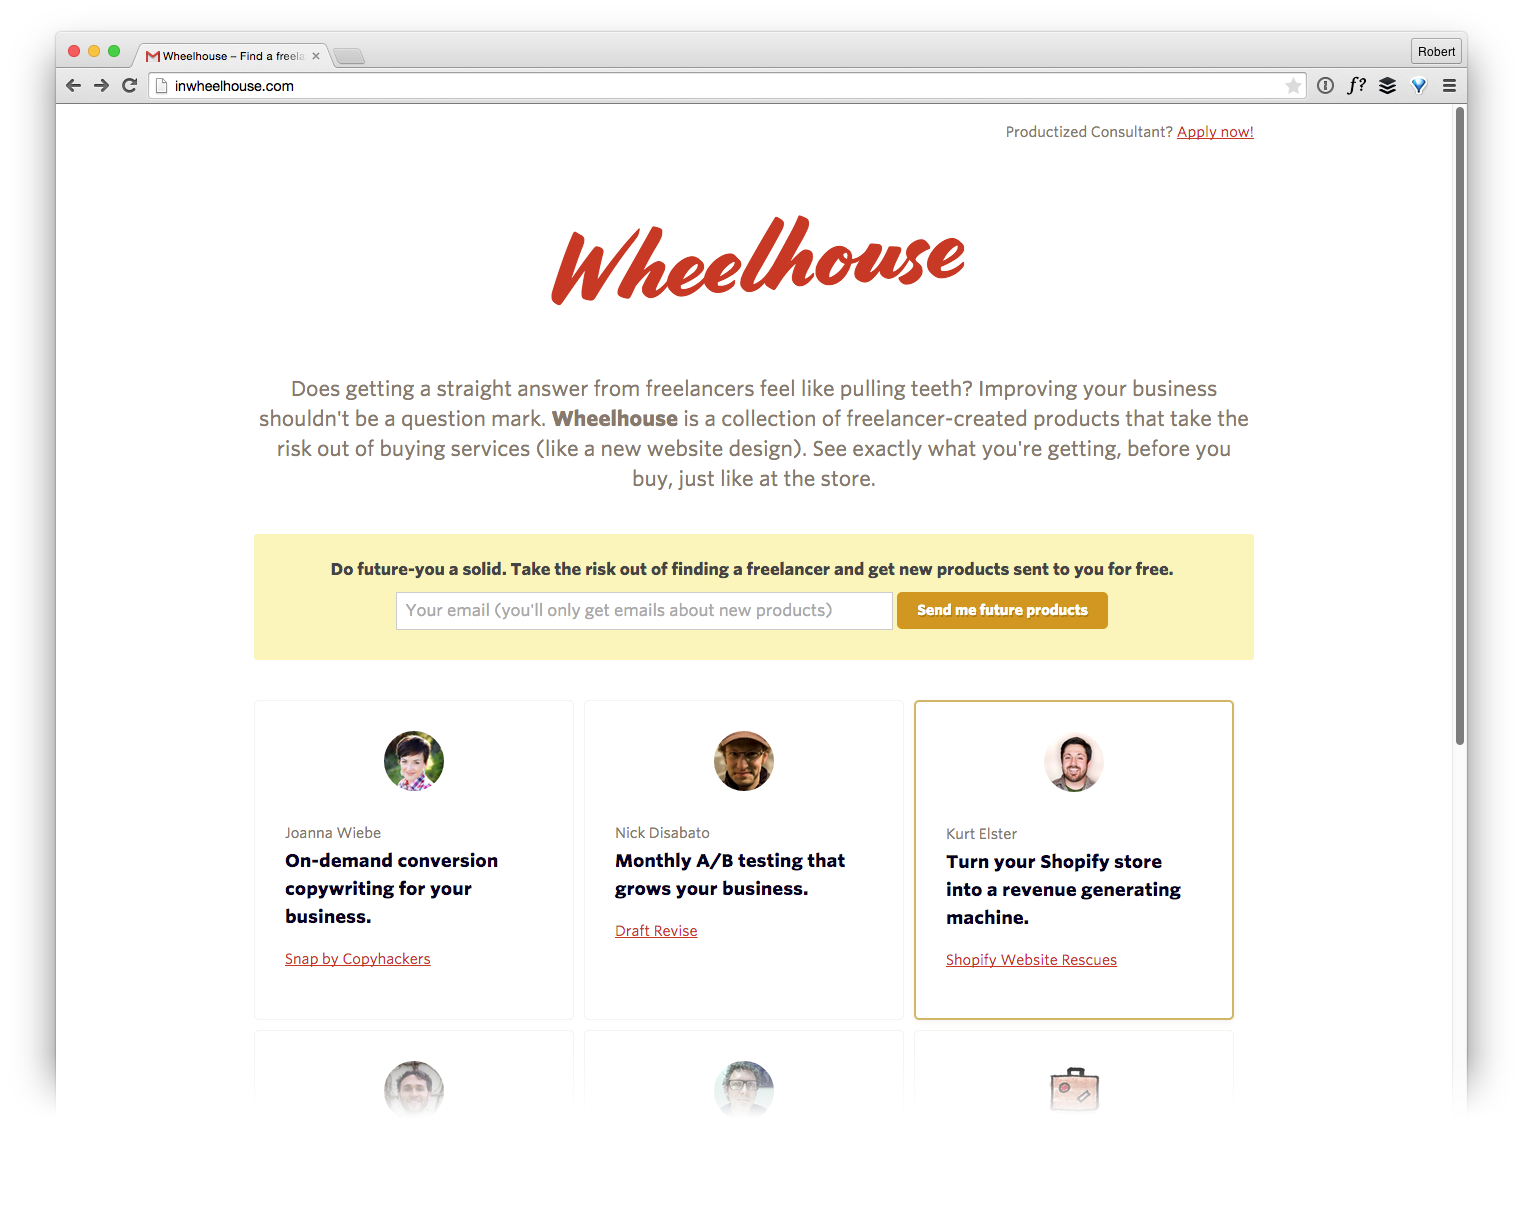 Wheelhouse – Find a freela
Robert
inwheelhouse.com
f?
Productized Consultant? Apply now!
Wheelhouse
Does getting a straight answer from freelancers feel like pulling teeth? Improving your business
shouldn't be a question mark. Wheelhouse is a collection of freelancer-created products that take the
risk out of buying services (like a new website design). See exactly what you're getting, before you
buy, just like at the store.
Do future-you a solid. Take the risk out of finding a freelancer and get new products sent to you for free.
Your email (you'll only get emails about new products)
Send me future products
Joanna Wiebe
On-demand conversion
copywriting for your
business.
Snap by Copyhackers
Nick Disabato
Monthly A/B testing that
grows your business.
Draft Revise
Kurt Elster
Turn your Shopify store
into a revenue generating
machine.
Shopify Website Rescues